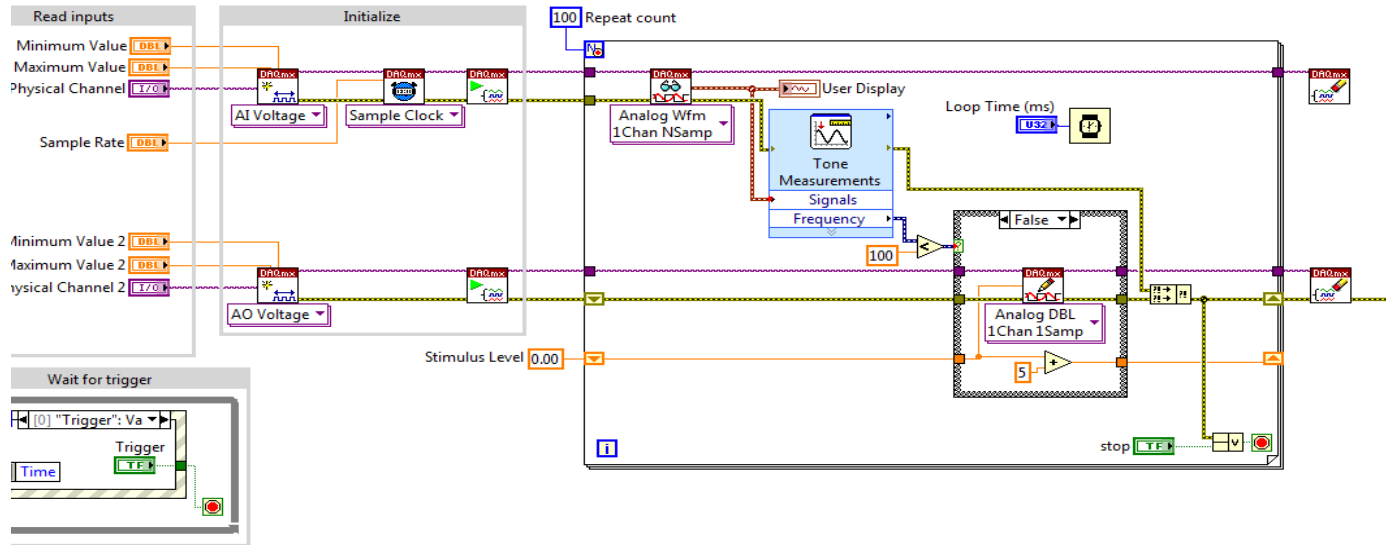 Read inputs
Minimum Value DBL
Maximum Value DBL
Physical Channel I/O
Sample Rate DBL
Minimum Value 2 DBL
Maximum Value 2 DBL
hysical Channel 2 I/O
Initialize
DAQmx
AI Voltage
DAQmx
Sample Clock
DAQmx
DAQmx
AO Voltage
DAQmx
Wait for trigger
[0] "Trigger": Va
Trigger
TF
Time
100 Repeat count
N
DAQmx
Analog Wfm
1Chan NSamp
User Display
Tone
Measurements
Signals
Frequency
100
<
?
Loop Time (ms)
U32
False
DAQmx
Analog DBL
1Chan 1Samp
5
+
Stimulus Level 0.00
?!
?!
?!
i
stop TF
V
DAQmx
DAQmx